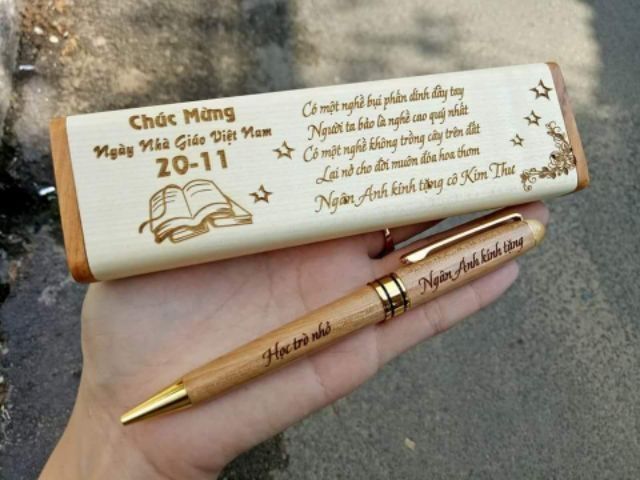 Chúc Mừng
Ngày Nhà Giáo Việt Nam
20-11
Có một nghề bụi phấn dính đầy tay
Người ta bảo là nghề cao quý nhất
Có một nghề không trồng cây trên đất
Lại nở cho đời muôn đóa hoa thơm
Ngân Anh kính tặng cô Kim Thư
Ngân Anh kính tặng
Học trò nhỏ